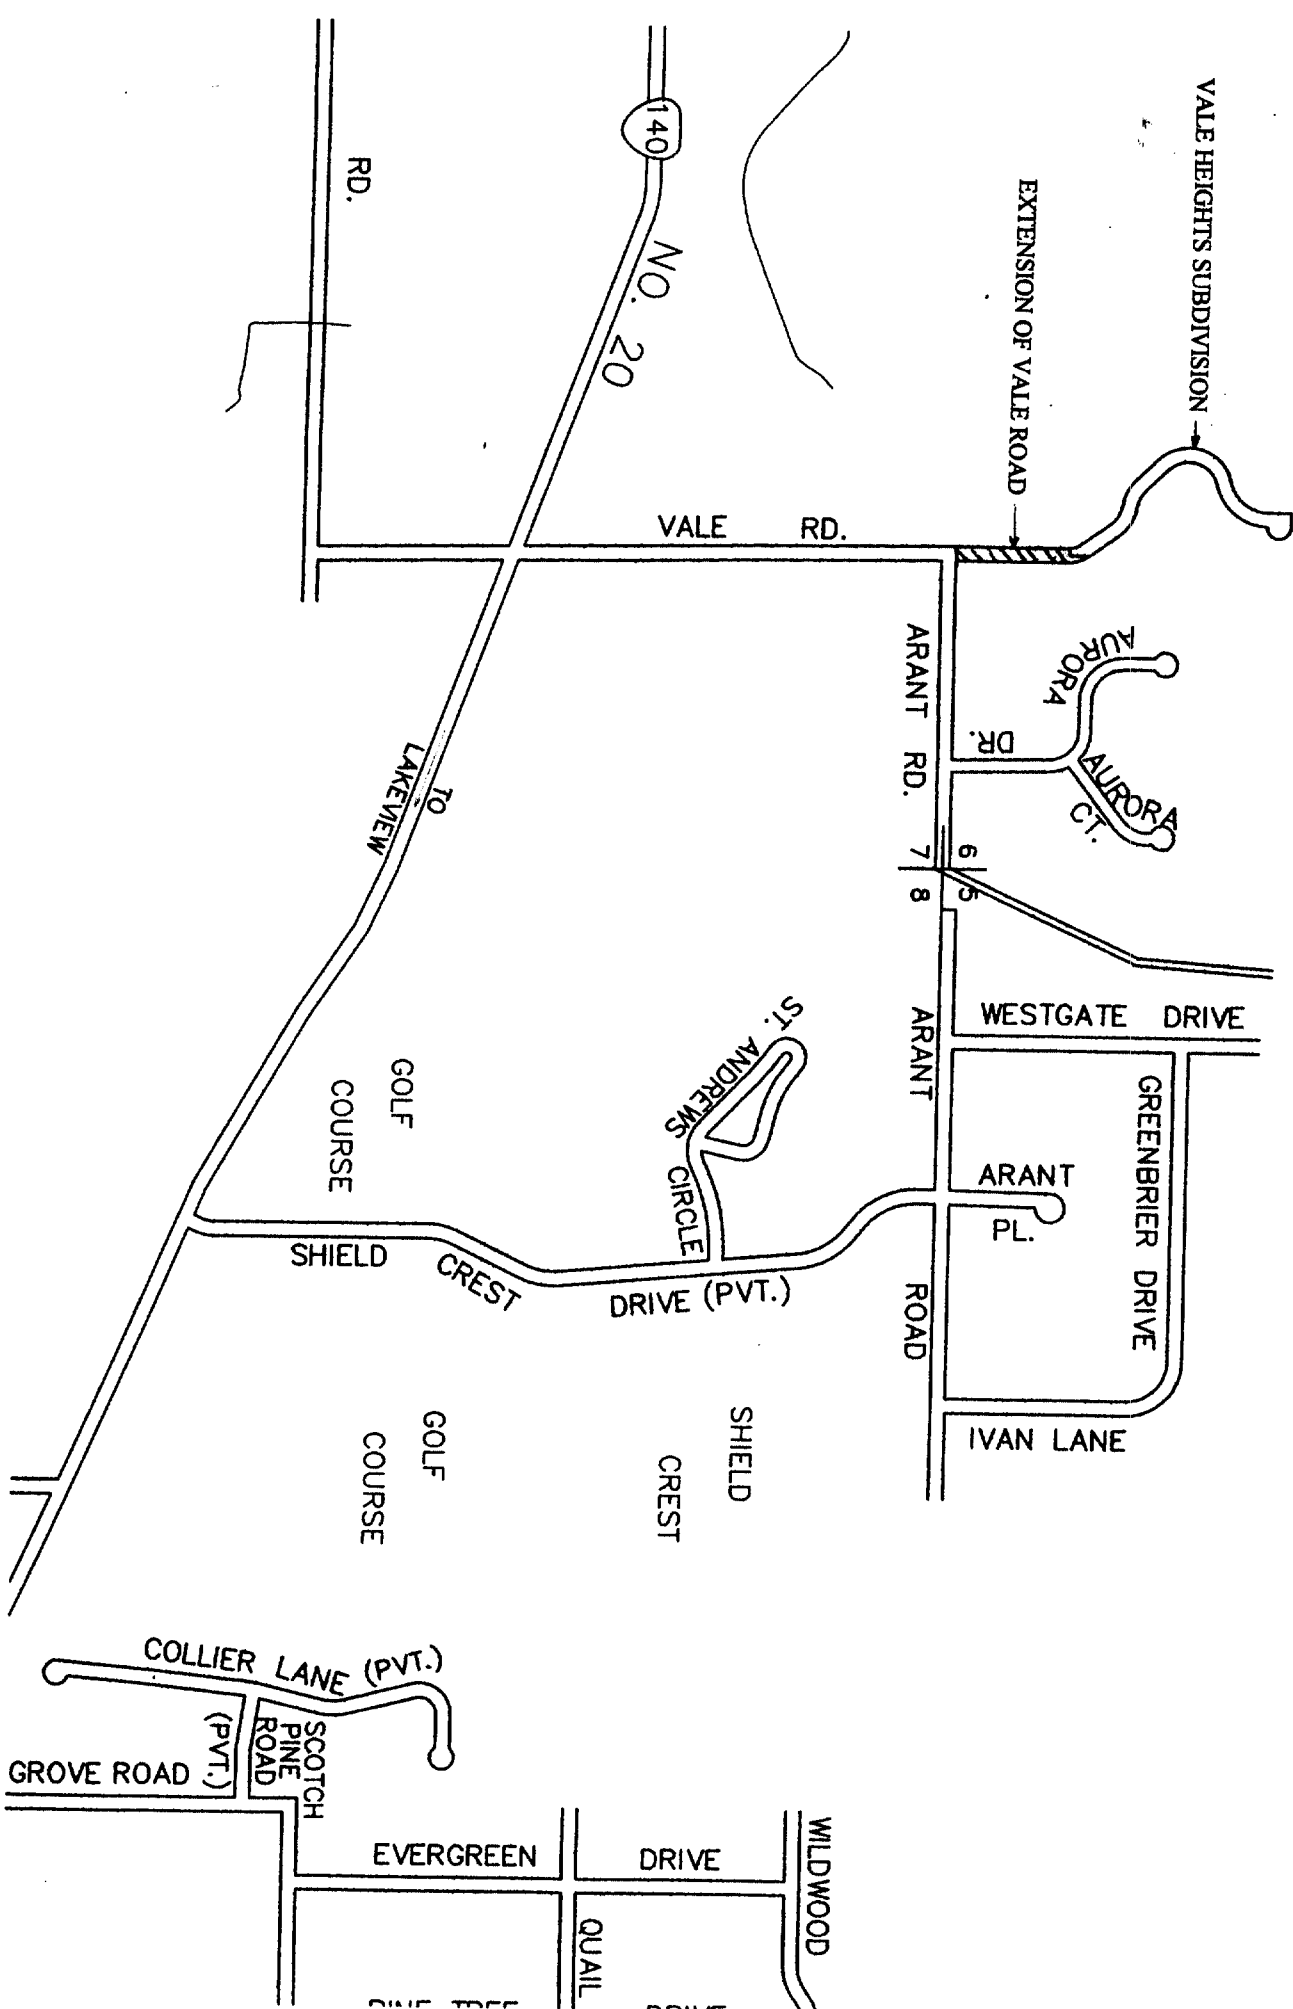 VALE HEIGHTS SUBDIVISION
EXTENSION OF VALE ROAD
140
NO. 20
RD.
VALE RD.
ARANT RD.
AURORA DR.
AURORA CT.
6
5
7
8
TO
LAKEVIEW
WESTGATE DRIVE
GREENBRIER DRIVE
ARANT ROAD
ARANT
PL.
IVAN LANE
ST. ANDREWS CIRCLE
GOLF
COURSE
SHIELD CREST DRIVE (PVT.)
SHIELD
CREST
GOLF
COURSE
COLLIER LANE (PVT.)
SCOTCH
PINE
ROAD
(PVT.)
GROVE ROAD
EVERGREEN DRIVE
WILDWOOD
QUAIL